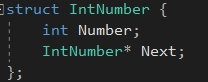 struct IntNumber {
    int Number;
    IntNumber* Next;
};